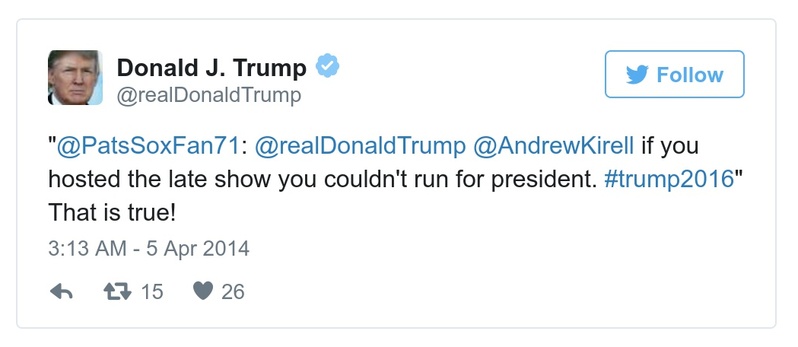 Donald J. Trump
@realDonaldTrump
Follow
"@PatsSoxFan71: @realDonaldTrump @AndrewKirell if you
hosted the late show you couldn't run for president. #trump2016"
That is true!
3:13 AM - 5 Apr 2014
15 26